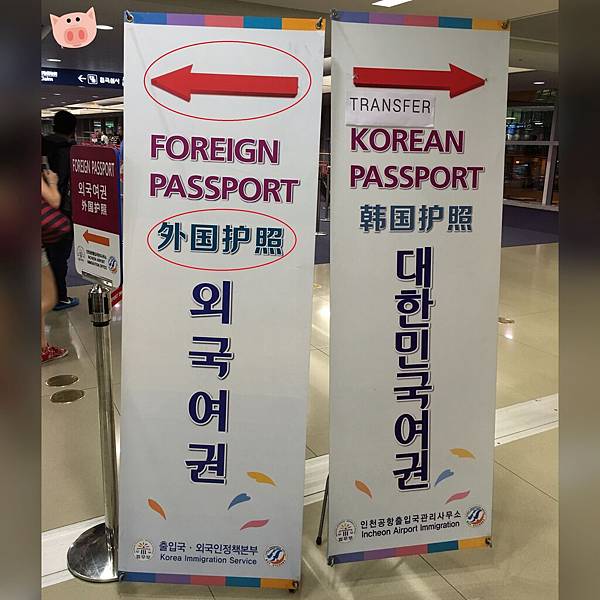 FOREIGN
PASSPORT
外国护照
외국여권
출입국·외국인정책본부
Korea Immigration Service
TRANSFER
KOREAN
PASSPORT
韩国护照
대한민국여권
인천공항출입국관리사무소
Incheon Airport Immigration
FOREIGN PASSPORT
외국여권
外国护照